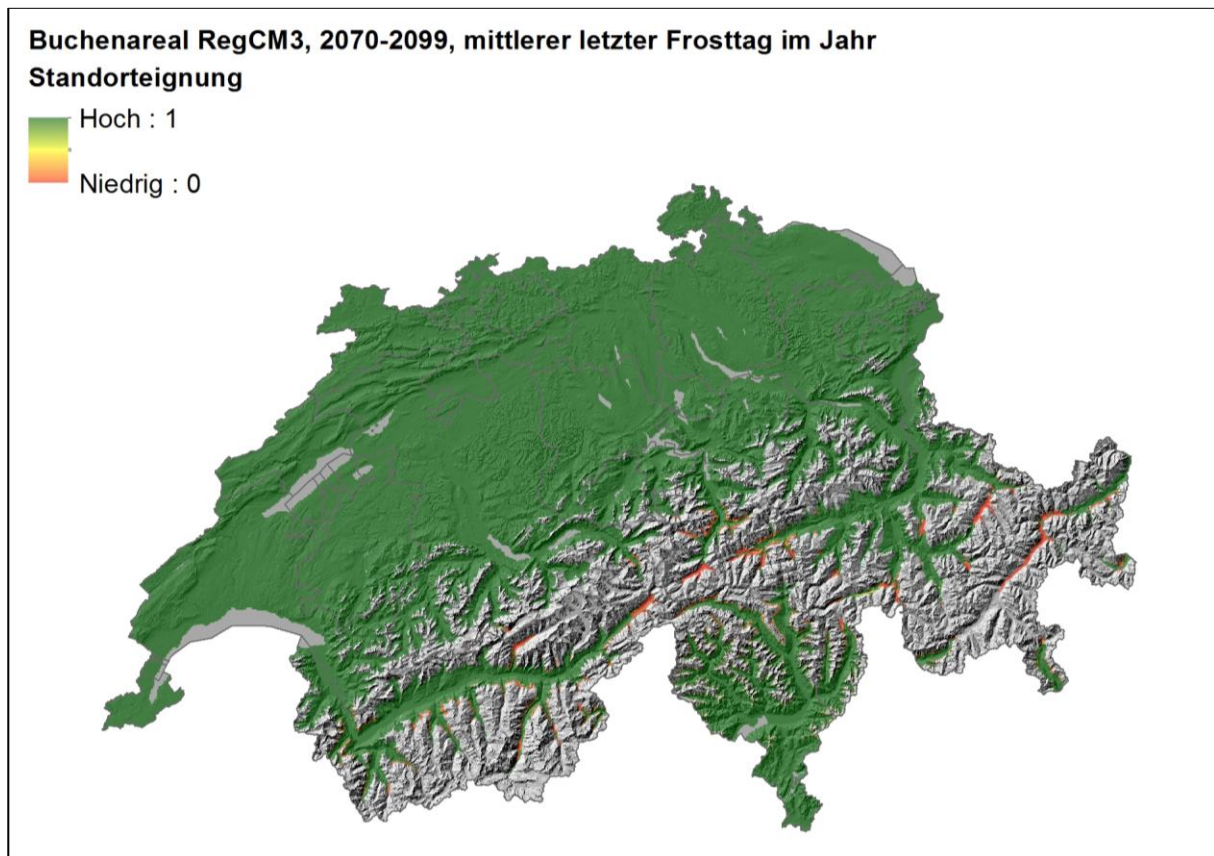 Buchenareal RegCM3, 2070-2099, mittlerer letzter Frosttag im Jahr
Standorteignung
Hoch : 1
Niedrig : 0